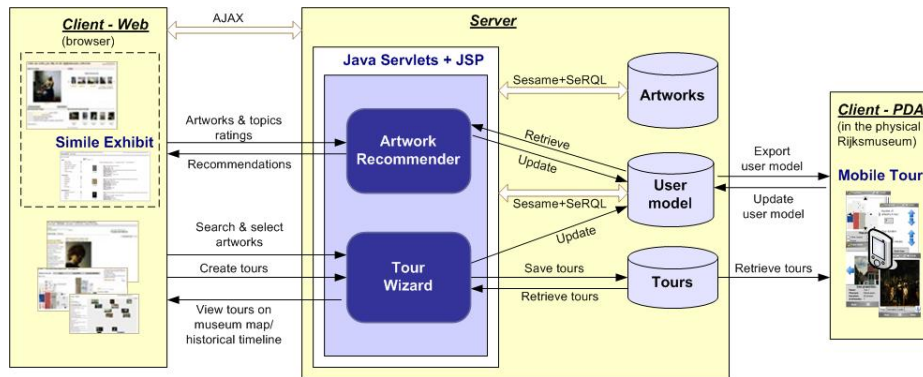 Client - Web
(browser)
Simile Exhibit
AJAX
Artworks & topics
ratings
Recommendations
Search & select
artworks
Create tours
View tours on
museum map/
historical timeline
Server
Java Servlets + JSP
Artwork
Recommender
Tour
Wizard
Sesame+SeRQL
Retrieve
Update
Sesame+SeRQL
Update
Save tours
Retrieve tours
Artworks
User
model
Tours
Export
user model
Update
user model
Retrieve tours
Client - PDA
(in the physical
Rijksmuseum)
Mobile Tour